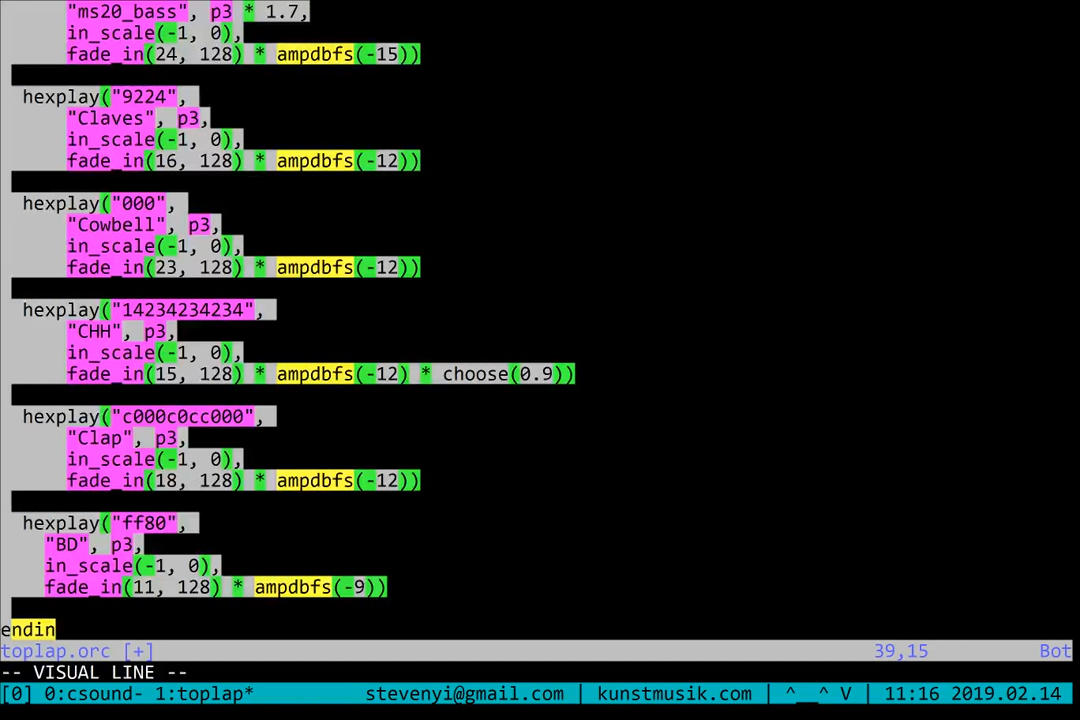 "ms20_bass", p3 * 1.7,
in_scale(-1, 0),
fade_in(24, 128) * ampdbfs(-15))
hexplay("9224",
"Claves", p3,
in_scale(-1, 0),
fade_in(16, 128) * ampdbfs(-12))
hexplay("000",
"Cowbell", p3,
in_scale(-1, 0),
fade_in(23, 128) * ampdbfs(-12))
hexplay("14234234234",
"CHH", p3,
in_scale(-1, 0),
fade_in(15, 128) * ampdbfs(-12) * choose(0.9))
hexplay("c000c0cc000",
"Clap", p3,
in_scale(-1, 0),
fade_in(18, 128) * ampdbfs(-12))
hexplay("ff80",
"BD", p3,
in_scale(-1, 0),
fade_in(11, 128) * ampdbfs(-9))
endin
toplap.orc [+] 39,15 Bot
-- VISUAL LINE --
[0] 0:csound- 1:toplap* stevenyi@gmail.com | kunstmusik.com | ^__^ V | 11:16 2019.02.14